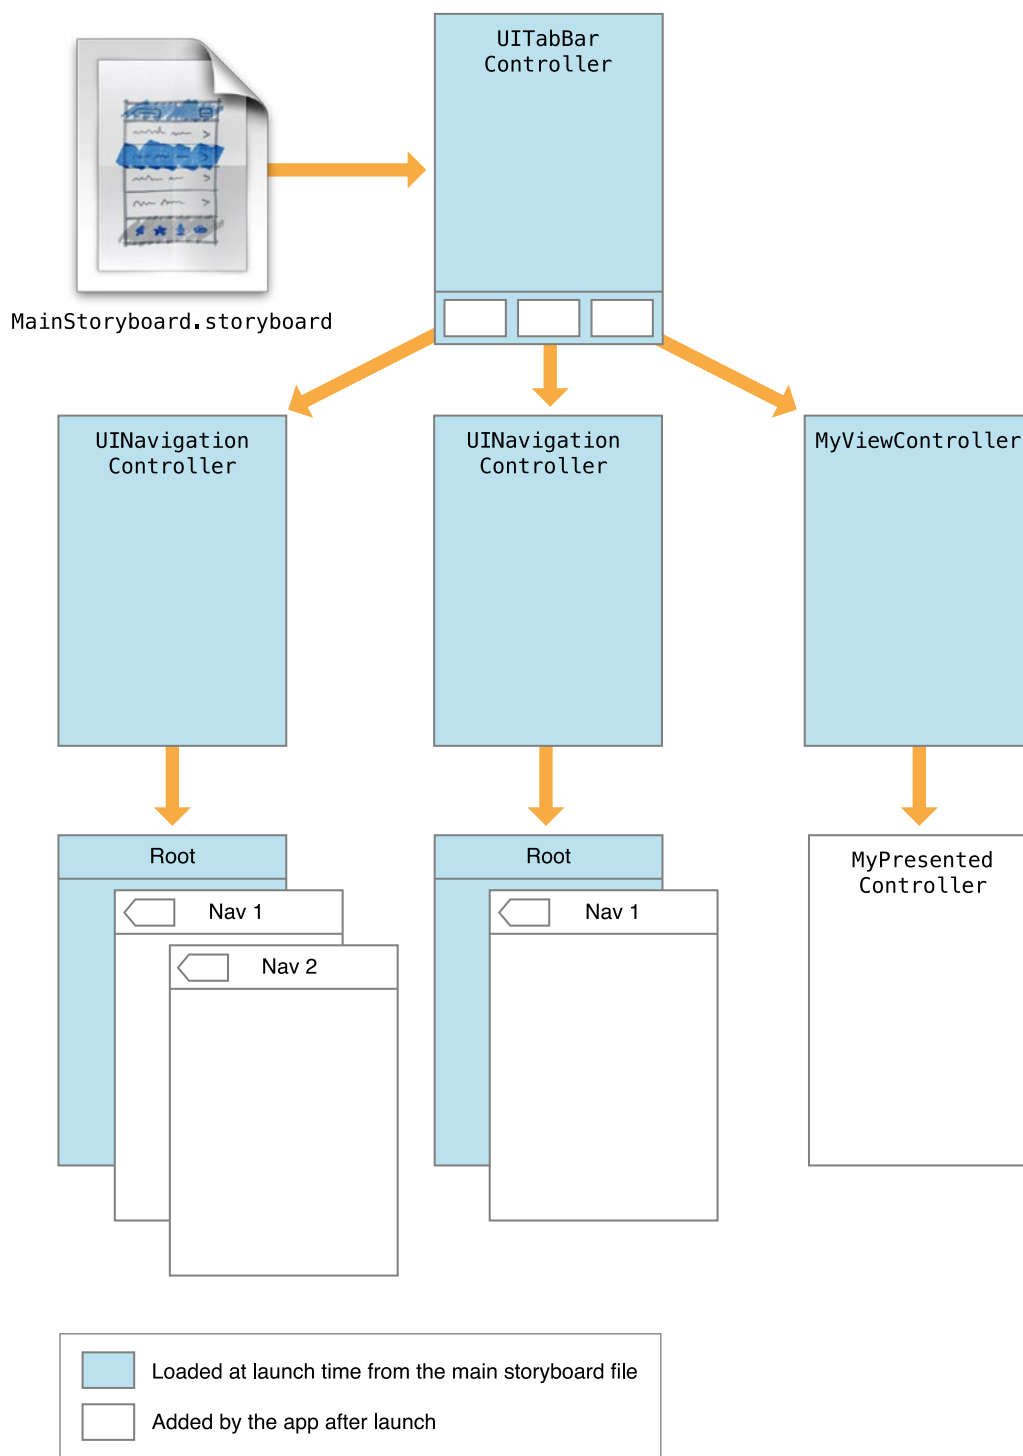 UITabBar
Controller
MainStoryboard.storyboard
UINavigation
Controller
UINavigation
Controller
MyViewController
Root
Nav 1
Nav 2
Root
Nav 1
MyPresented
Controller
Loaded at launch time from the main storyboard file
Added by the app after launch